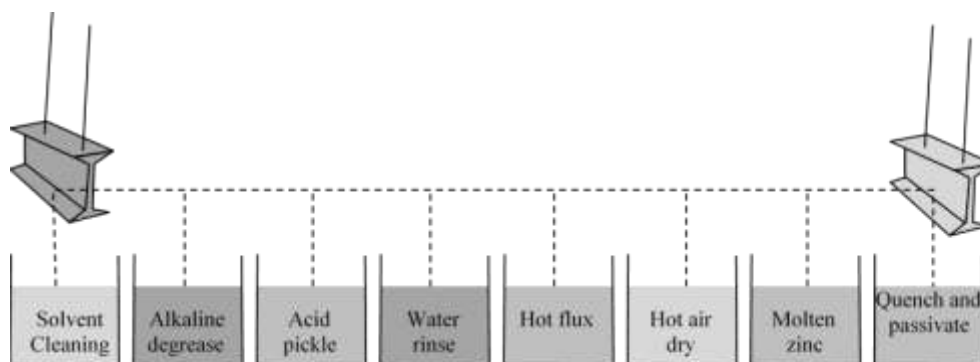 Solvent
Cleaning
Alkaline
degrease
Acid
pickle
Water
rinse
Hot flux
Hot air
dry
Molten
zinc
Quench and
passivate